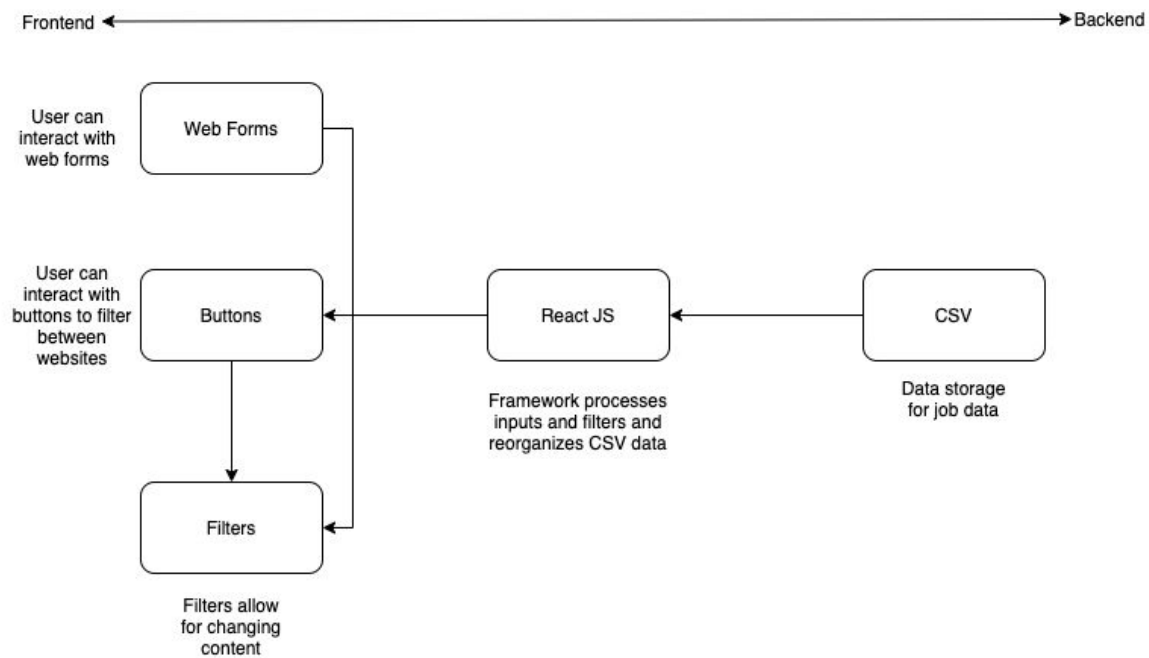 Frontend
Backend
User can
interact with
web forms
Web Forms
User can
interact with
buttons to filter
between
websites
Buttons
React JS
CSV
Framework processes
inputs and filters and
reorganizes CSV data
Data storage
for job data
Filters
Filters allow
for changing
content